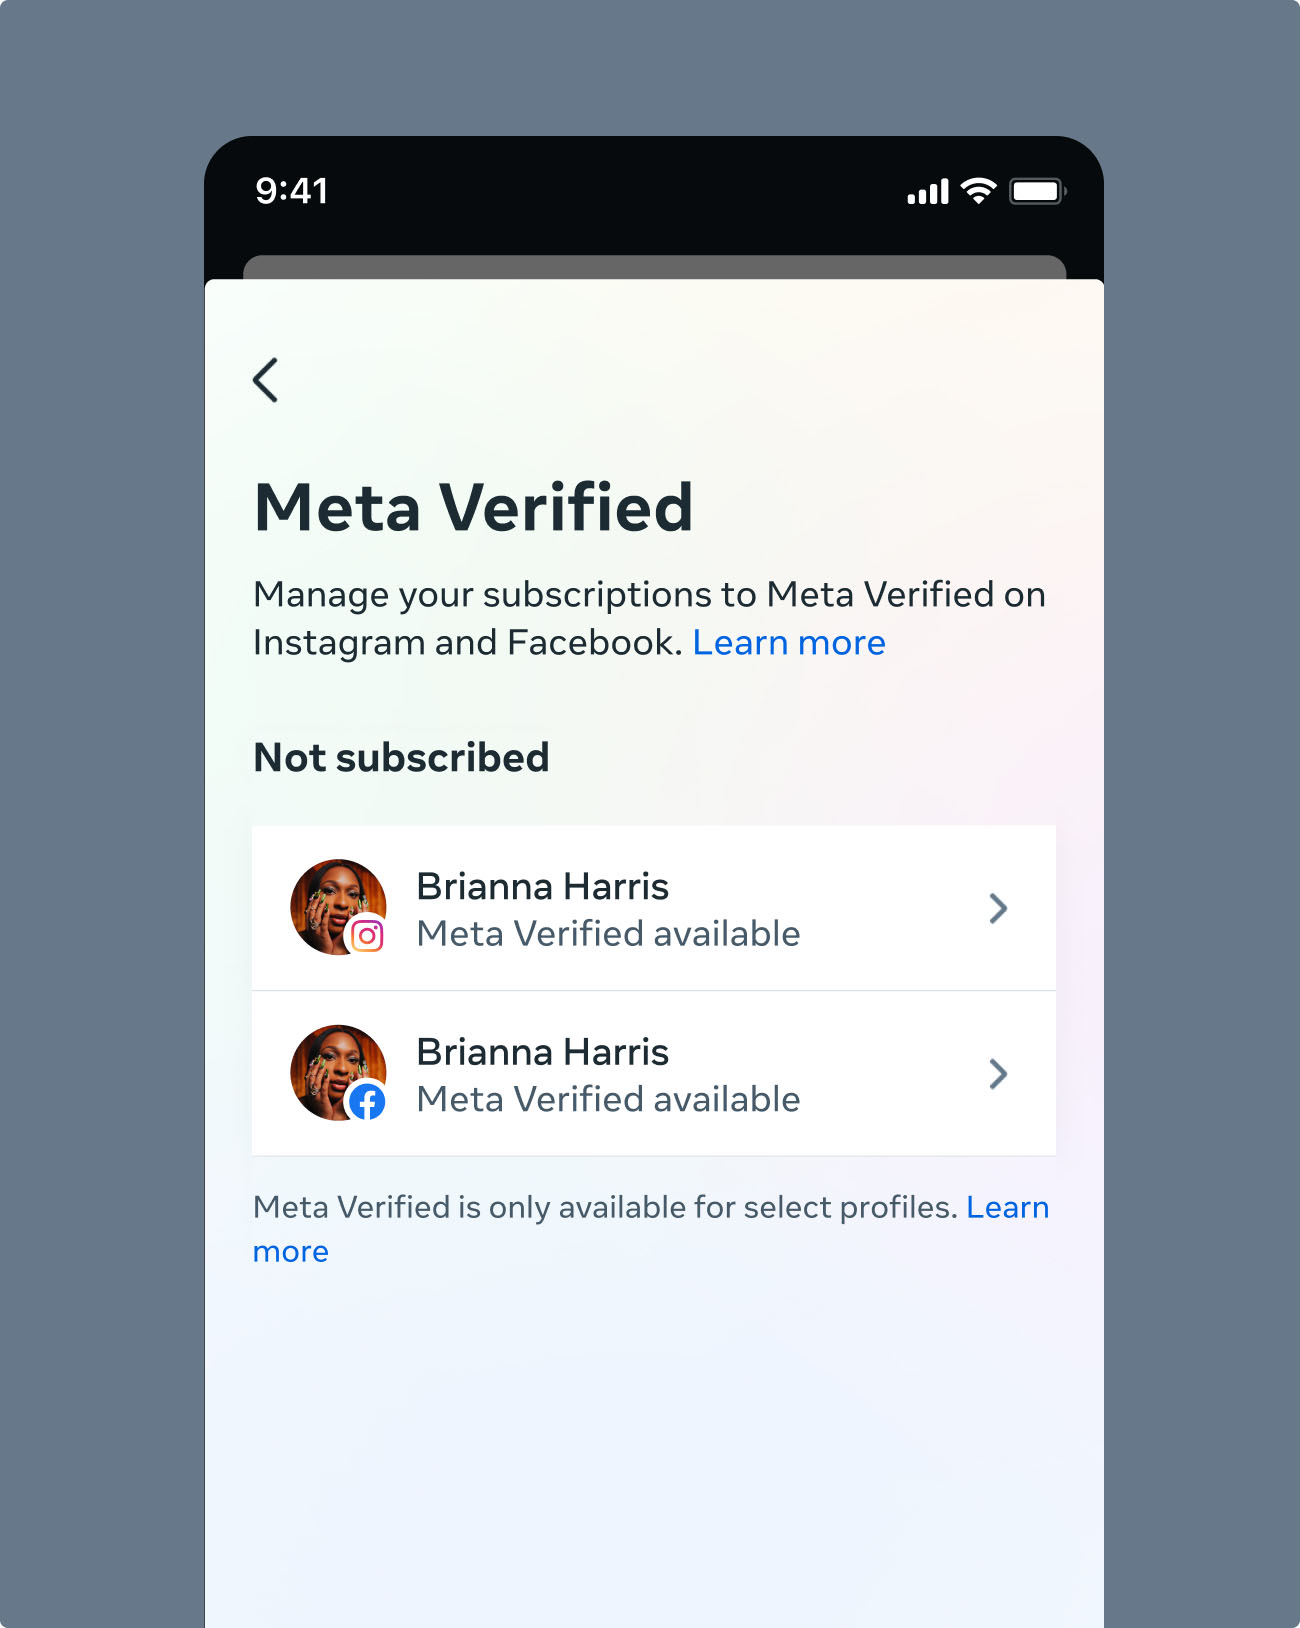 9:41
Meta Verified
Manage your subscriptions to Meta Verified on
Instagram and Facebook. Learn more
Not subscribed
Brianna Harris
Meta Verified available
Brianna Harris
Meta Verified available
Meta Verified is only available for select profiles. Learn
more